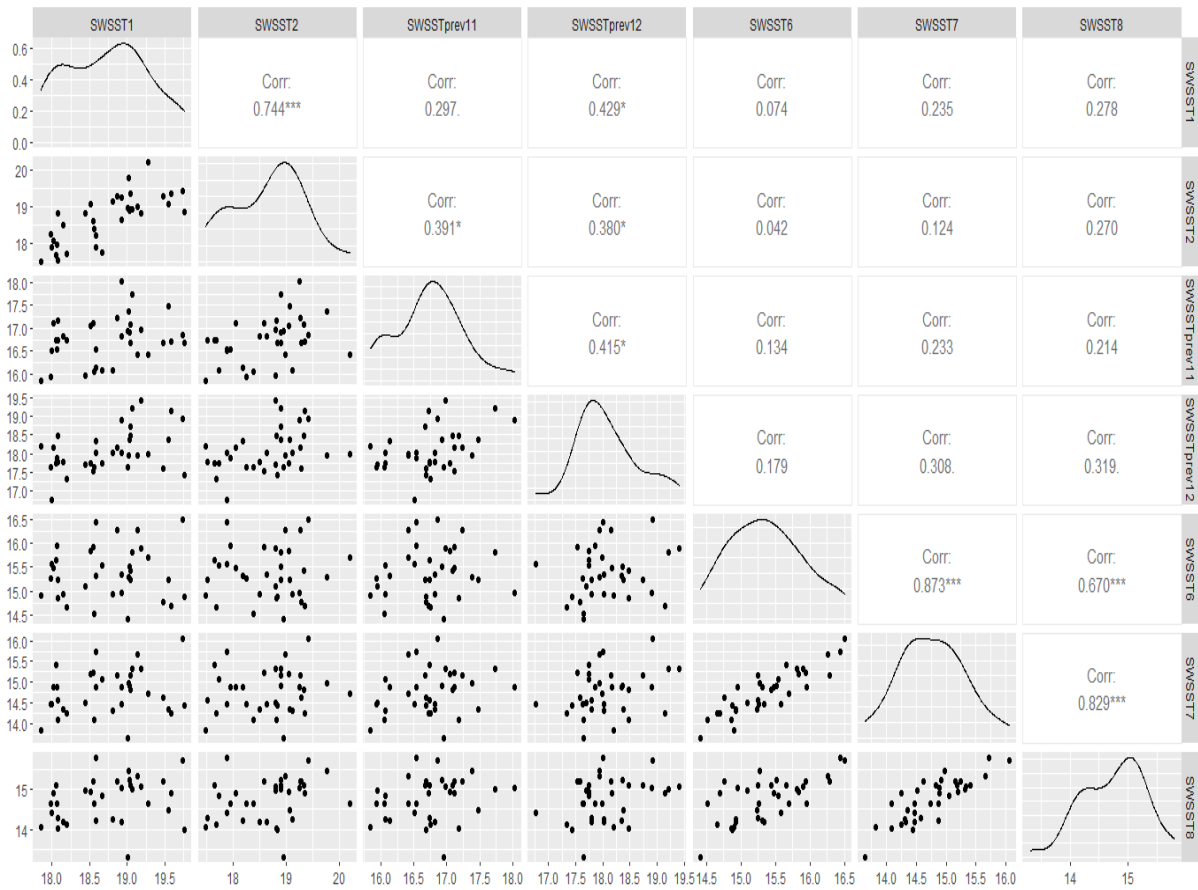 SWSST1 SWSST2 SWSSTprev11 SWSSTprev12 SWSST6 SWSST7 SWSST8
0.6
0.4
0.2
0.0
Corr:
0.744***
Corr:
0.297.
Corr:
0.429*
Corr:
0.074
Corr:
0.235
Corr:
0.278
SWSST1
20
19
18
Corr:
0.391*
Corr:
0.380*
Corr:
0.042
Corr:
0.124
Corr:
0.270
SWSST2
18.0
17.5
17.0
16.5
16.0
Corr:
0.415*
Corr:
0.134
Corr:
0.233
Corr:
0.214
SWSSTprev11
19.5
19.0
18.5
18.0
17.5
17.0
Corr:
0.179
Corr:
0.308.
Corr:
0.319.
SWSSTprev12
16.5
16.0
15.5
15.0
14.5
Corr:
0.873***
Corr:
0.670***
SWSST6
16.0
15.5
15.0
14.5
14.0
Corr:
0.829***
SWSST7
15
14
SWSST8
18.0 18.5 19.0 19.5 18 19 20 16.0 16.5 17.0 17.5 18.0 17.0 17.5 18.0 18.5 19.0 19.5 14.5 15.0 15.5 16.0 16.5 14.0 14.5 15.0 15.5 16.0 14 15